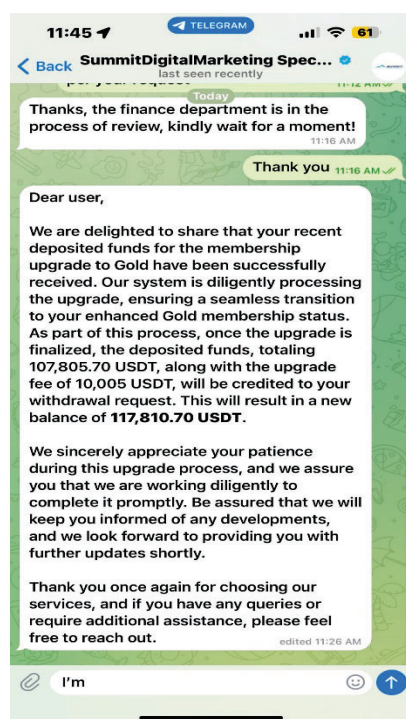 11:45
TELEGRAM
61
Back
SummitDigitalMarketing Spec...
last seen recently
Today
Thanks, the finance department is in the
process of review, kindly wait for a moment!
11:16 AM
Thank you 11:16 AM
Dear user,
We are delighted to share that your recent
deposited funds for the membership
upgrade to Gold have been successfully
received. Our system is diligently processing
the upgrade, ensuring a seamless transition
to your enhanced Gold membership status.
As part of this process, once the upgrade is
finalized, the deposited funds, totaling
107,805.70 USDT, along with the upgrade
fee of 10,005 USDT, will be credited to your
withdrawal request. This will result in a new
balance of 117,810.70 USDT.
We sincerely appreciate your patience
during this upgrade process, and we assure
you that we are working diligently to
complete it promptly. Be assured that we will
keep you informed of any developments,
and we look forward to providing you with
further updates shortly.
Thank you once again for choosing our
services, and if you have any queries or
require additional assistance, please feel
free to reach out.
edited 11:26 AM
I'm